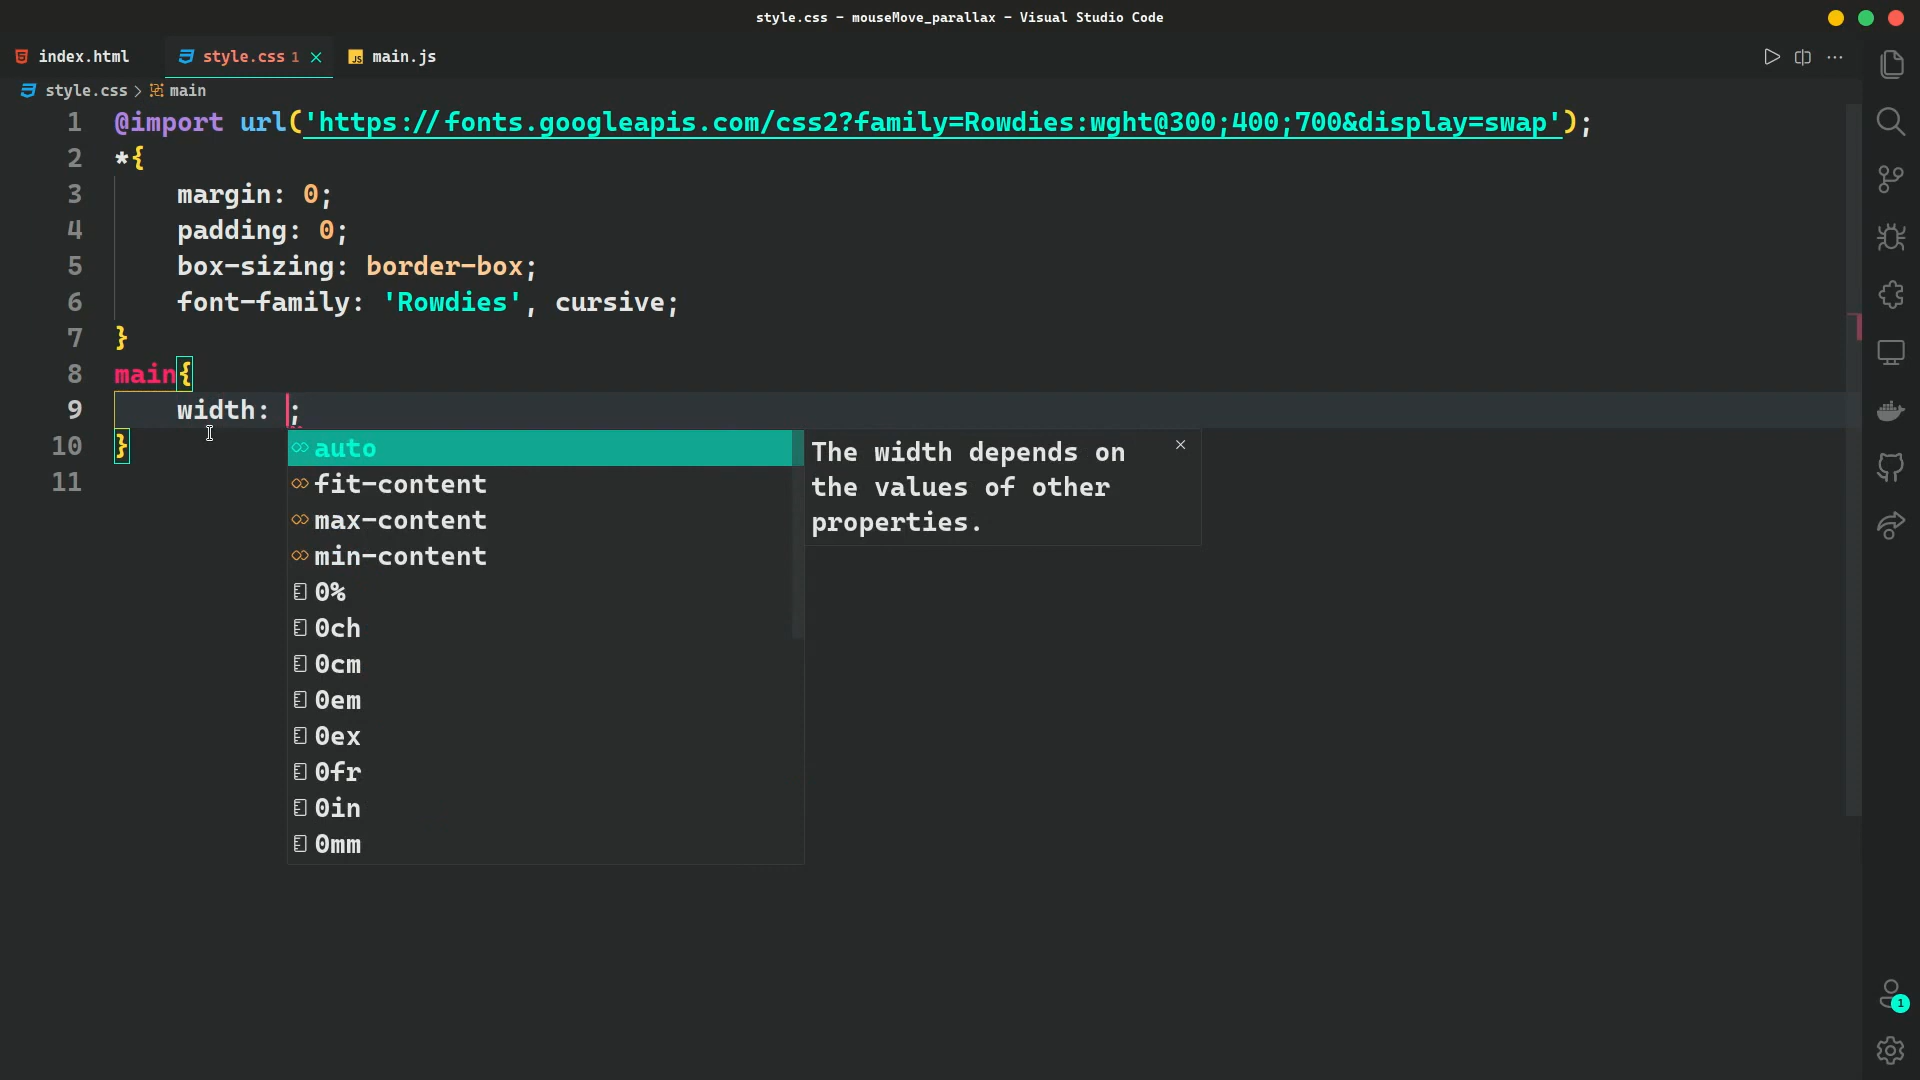 style.css - mouseMove_parallax - Visual Studio Code
index.html
style.css 1
JS main.js
style.css > main
1 @import url('https://fonts.googleapis.com/css2?family=Rowdies:wght@300;400;700&display=swap');
2 *{
3 margin: 0;
4 padding: 0;
5 box-sizing: border-box;
6 font-family: 'Rowdies', cursive;
7 }
8 main{
9 width: ;
10 }
11
auto
fit-content
max-content
min-content
0%
0ch
0cm
0em
0ex
0fr
0in
0mm
The width depends on
the values of other
properties.
1